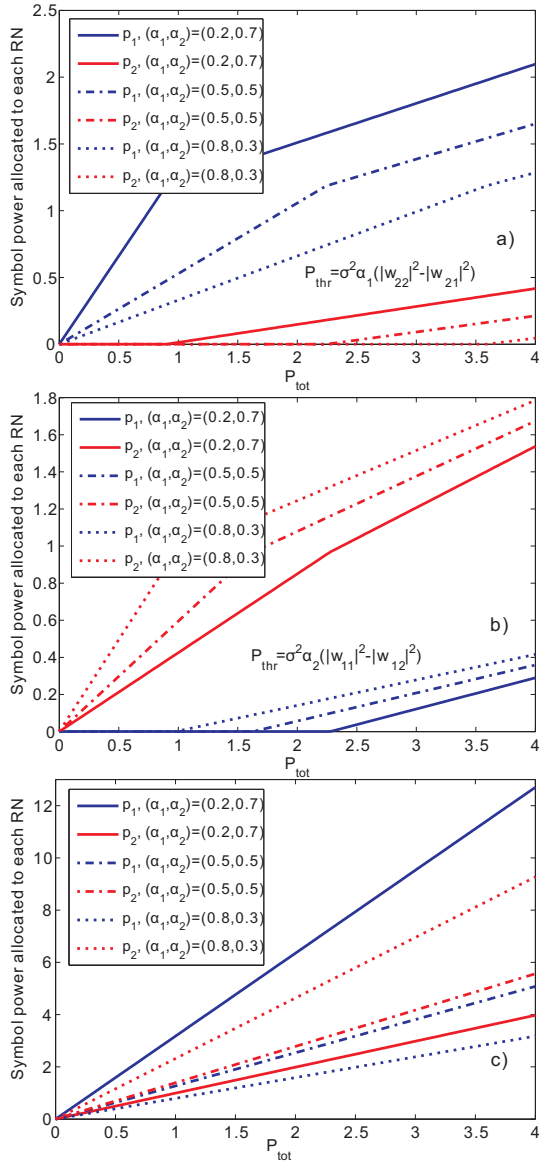 2.5
2
1.5
1
0.5
0
Symbol power allocated to each RN
p₁, (α₁,α₂)=(0.2,0.7)
p₂, (α₁,α₂)=(0.2,0.7)
p₁, (α₁,α₂)=(0.5,0.5)
p₂, (α₁,α₂)=(0.5,0.5)
p₁, (α₁,α₂)=(0.8,0.3)
p₂, (α₁,α₂)=(0.8,0.3)
a)
P_thr=σ²α₁(|w₂₂|²-|w₂₁|²)
0 0.5 1 1.5 2 2.5 3 3.5 4
P_tot
1.8
1.6
1.4
1.2
1
0.8
0.6
0.4
0.2
0
Symbol power allocated to each RN
p₁, (α₁,α₂)=(0.2,0.7)
p₂, (α₁,α₂)=(0.2,0.7)
p₁, (α₁,α₂)=(0.5,0.5)
p₂, (α₁,α₂)=(0.5,0.5)
p₁, (α₁,α₂)=(0.8,0.3)
p₂, (α₁,α₂)=(0.8,0.3)
b)
P_thr=σ²α₂(|w₁₁|²-|w₁₂|²)
0 0.5 1 1.5 2 2.5 3 3.5 4
P_tot
12
10
8
6
4
2
0
Symbol power allocated to each RN
p₁, (α₁,α₂)=(0.2,0.7)
p₂, (α₁,α₂)=(0.2,0.7)
p₁, (α₁,α₂)=(0.5,0.5)
p₂, (α₁,α₂)=(0.5,0.5)
p₁, (α₁,α₂)=(0.8,0.3)
p₂, (α₁,α₂)=(0.8,0.3)
c)
0 0.5 1 1.5 2 2.5 3 3.5 4
P_tot